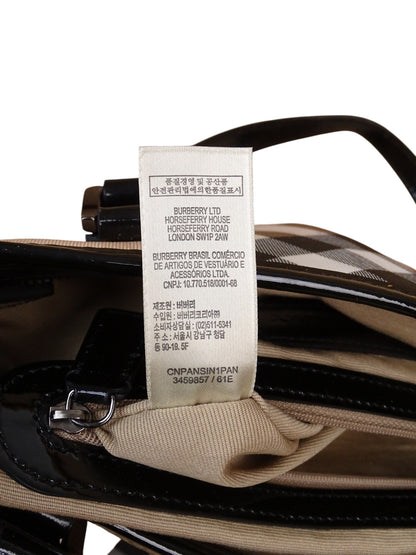 품질경영 및 공산품
안전관리법에의한품질표시
BURBERRY LTD
HORSEFERRY HOUSE
HORSEFERRY ROAD
LONDON SW1P 2AW
BURBERRY BRASIL COMÉRCIO
DE ARTIGOS DE VESTUÁRIO E
ACESSÓRIOS LTDA.
CNPJ: 10.770.518/0001-68
제조원 : 버버리
수입원 : 버버리코리아㈜
소비자상담실 : (02)511-5341
주소 : 서울시 강남구 청담
동 90-19. 5F
CNPANSIN1PAN
3459857 / 61E